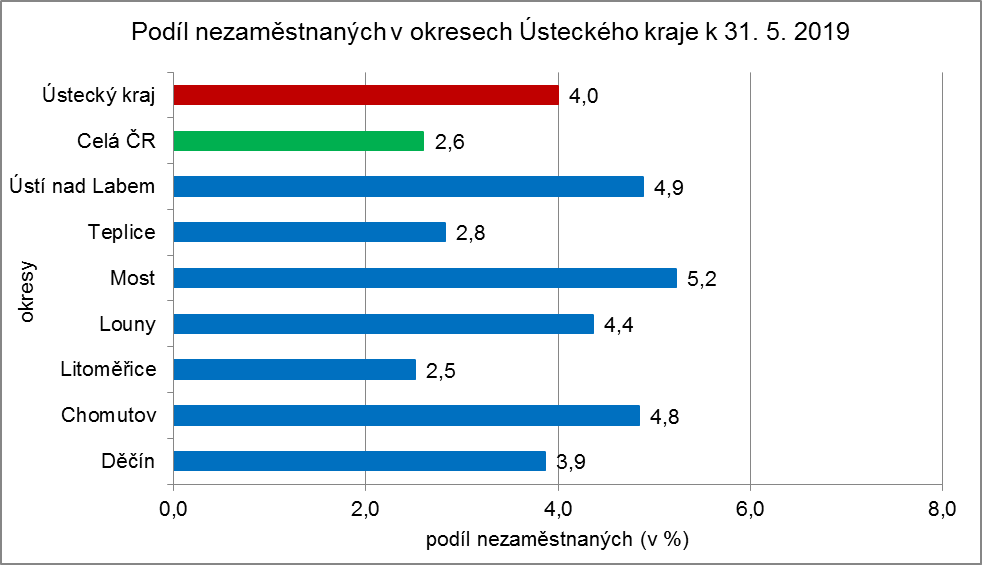 Podíl nezaměstnaných v okresech Ústeckého kraje k 31. 5. 2019
Ústecký kraj 4,0
Celá ČR 2,6
Ústí nad Labem 4,9
Teplice 2,8
Most 5,2
Louny 4,4
Litoměřice 2,5
Chomutov 4,8
Děčín 3,9
okresy
0,0 2,0 4,0 6,0 8,0
podíl nezaměstnaných (v %)